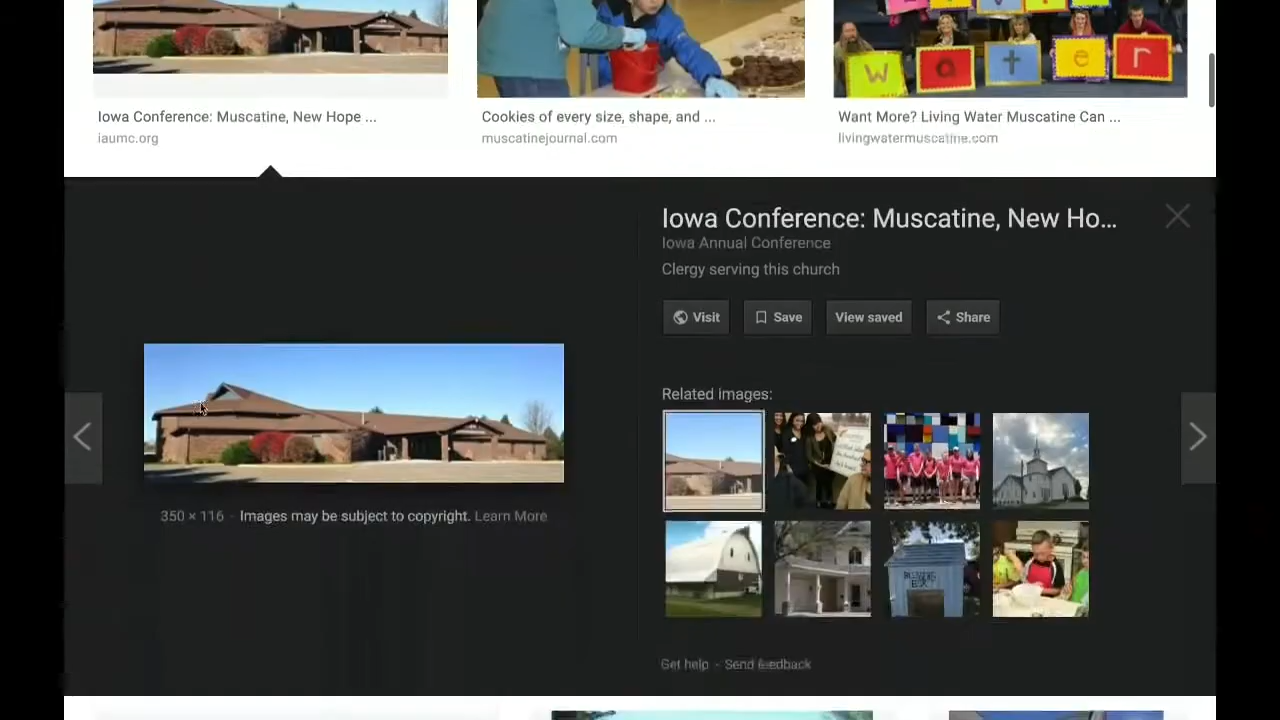 w a t e r
Iowa Conference: Muscatine, New Hope ...
iaumc.org
Cookies of every size, shape, and ...
muscatinejournal.com
Want More? Living Water Muscatine Can ...
livingwatermuscatine.com
Iowa Conference: Muscatine, New Ho...
Iowa Annual Conference
Clergy serving this church
Visit
Save
View saved
Share
Related images:
350 × 116 - Images may be subject to copyright. Learn More
Get help - Send feedback